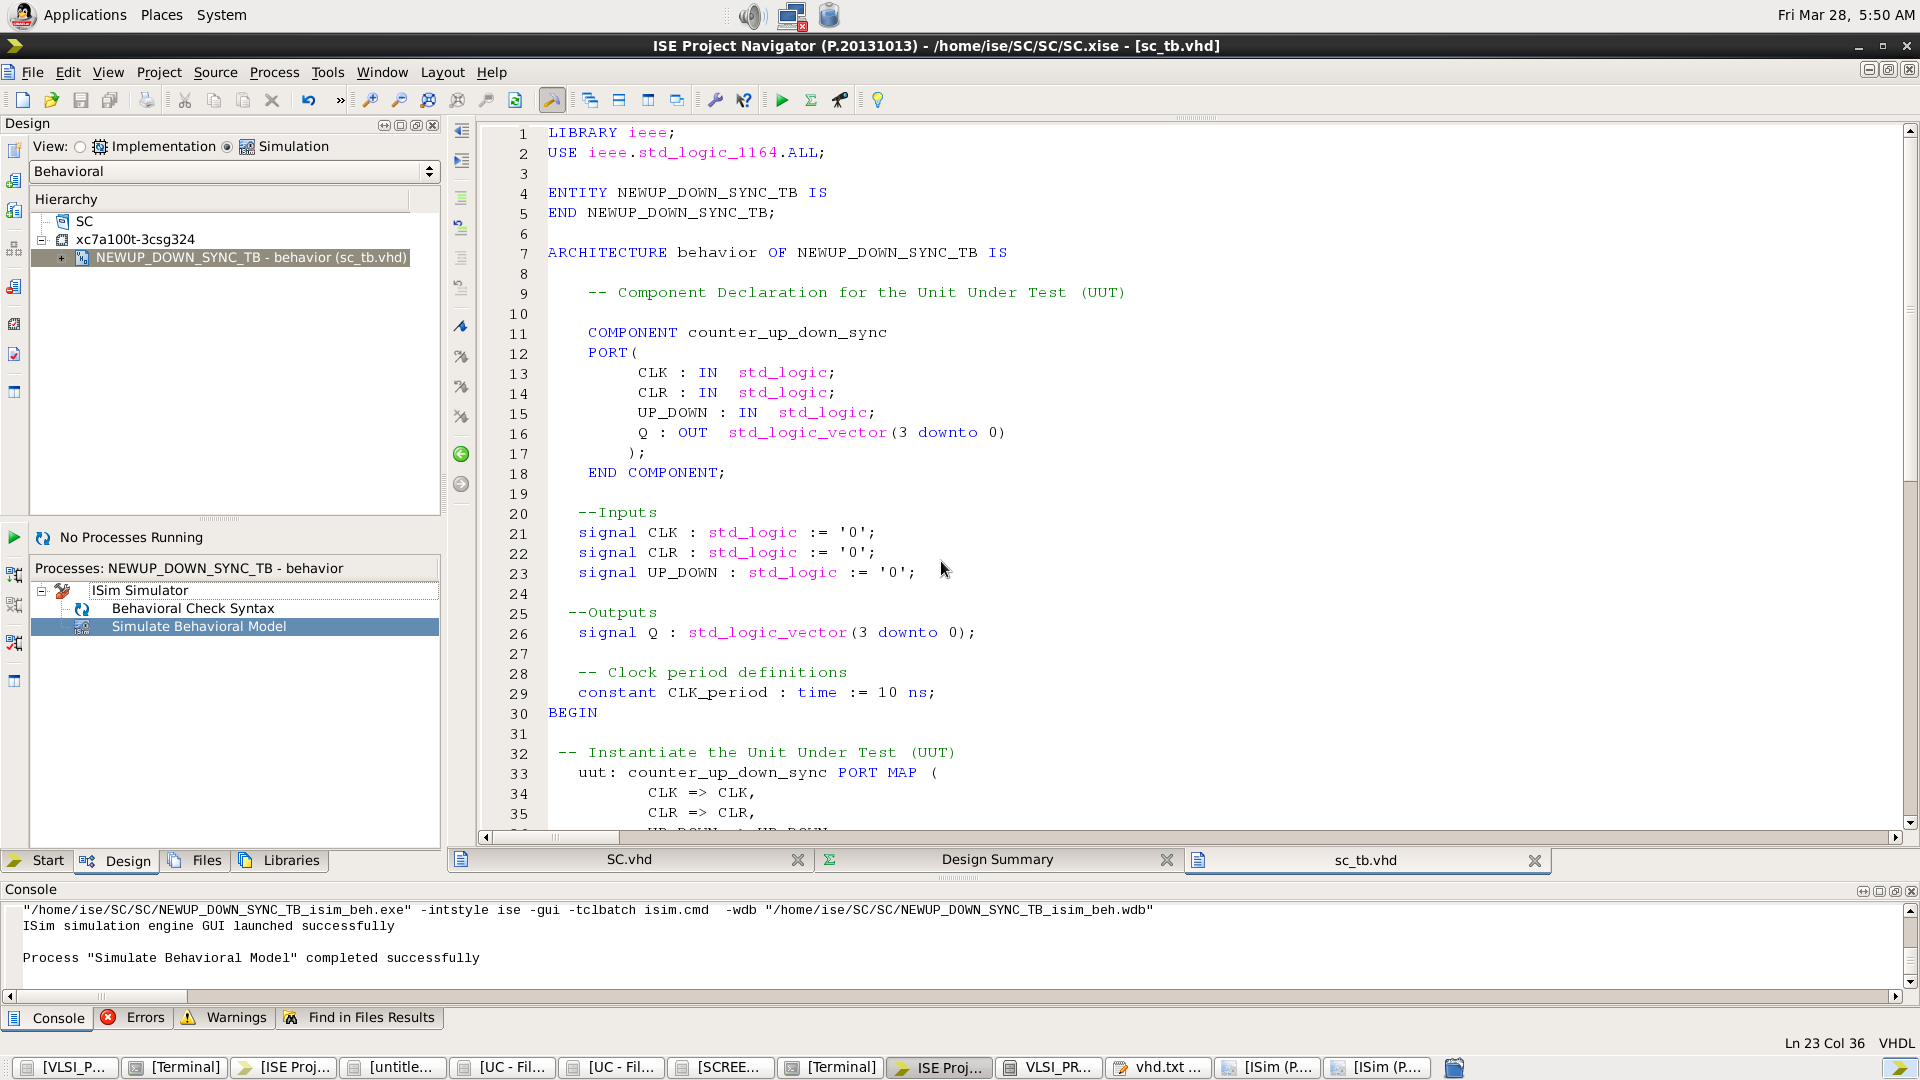 Applications Places System
Fri Mar 28, 5:50 AM
ISE Project Navigator (P.20131013) - /home/ise/SC/SC/SC.xise - [sc_tb.vhd]
File Edit View Project Source Process Tools Window Layout Help
Design
View: Implementation Simulation
Behavioral
Hierarchy
SC
xc7a100t-3csg324
NEWUP_DOWN_SYNC_TB - behavior (sc_tb.vhd)
No Processes Running
Processes: NEWUP_DOWN_SYNC_TB - behavior
ISim Simulator
Behavioral Check Syntax
Simulate Behavioral Model
Start Design Files Libraries
1 LIBRARY ieee;
2 USE ieee.std_logic_1164.ALL;
3
4 ENTITY NEWUP_DOWN_SYNC_TB IS
5 END NEWUP_DOWN_SYNC_TB;
6
7 ARCHITECTURE behavior OF NEWUP_DOWN_SYNC_TB IS
8
9 -- Component Declaration for the Unit Under Test (UUT)
10
11 COMPONENT counter_up_down_sync
12 PORT(
13 CLK : IN std_logic;
14 CLR : IN std_logic;
15 UP_DOWN : IN std_logic;
16 Q : OUT std_logic_vector(3 downto 0)
17 );
18 END COMPONENT;
19
20 --Inputs
21 signal CLK : std_logic := '0';
22 signal CLR : std_logic := '0';
23 signal UP_DOWN : std_logic := '0';
24
25 --Outputs
26 signal Q : std_logic_vector(3 downto 0);
27
28 -- Clock period definitions
29 constant CLK_period : time := 10 ns;
30 BEGIN
31
32 -- Instantiate the Unit Under Test (UUT)
33 uut: counter_up_down_sync PORT MAP (
34 CLK => CLK,
35 CLR => CLR,
SC.vhd Design Summary sc_tb.vhd
Console
"/home/ise/SC/SC/NEWUP_DOWN_SYNC_TB_isim_beh.exe" -intstyle ise -gui -tclbatch isim.cmd -wdb "/home/ise/SC/SC/NEWUP_DOWN_SYNC_TB_isim_beh.wdb"
ISim simulation engine GUI launched successfully
Process "Simulate Behavioral Model" completed successfully
Console Errors Warnings Find in Files Results
Ln 23 Col 36 VHDL
[VLSI_P... [Terminal] [ISE Proj... [untitle... [UC - Fil... [UC - Fil... [SCREE... [Terminal] ISE Proj... VLSI_PR... vhd.txt ... [ISim (P.... [ISim (P....